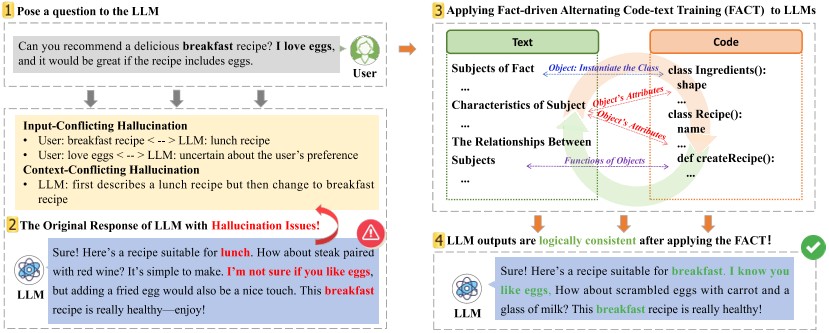 1 Pose a question to the LLM
Can you recommend a delicious breakfast recipe? I love eggs,
and it would be great if the recipe includes eggs.
User
Input-Conflicting Hallucination
• User: breakfast recipe < -- > LLM: lunch recipe
• User: love eggs < -- > LLM: uncertain about the user's preference
Context-Conflicting Hallucination
• LLM: first describes a lunch recipe but then change to breakfast
recipe
2 The Original Response of LLM with Hallucination Issues!
Sure! Here's a recipe suitable for lunch. How about steak paired
with red wine? It's simple to make. I'm not sure if you like eggs,
but adding a fried egg would also be a nice touch. This breakfast
recipe is really healthy—enjoy!
LLM
3 Applying Fact-driven Alternating Code-text Training (FACT) to LLMs
Text
Code
Subjects of Fact
...
Characteristics of Subject
...
The Relationships Between
Subjects
...
Object: Instantiate the Class
Object's Attributes
Object's Attributes
Functions of Objects
class Ingredients():
shape
...
class Recipe():
name
...
def createRecipe():
...
4 LLM outputs are logically consistent after applying the FACT!
Sure! Here's a recipe suitable for breakfast. I know you
like eggs. How about scrambled eggs with carrot and a
glass of milk? This breakfast recipe is really healthy!
LLM